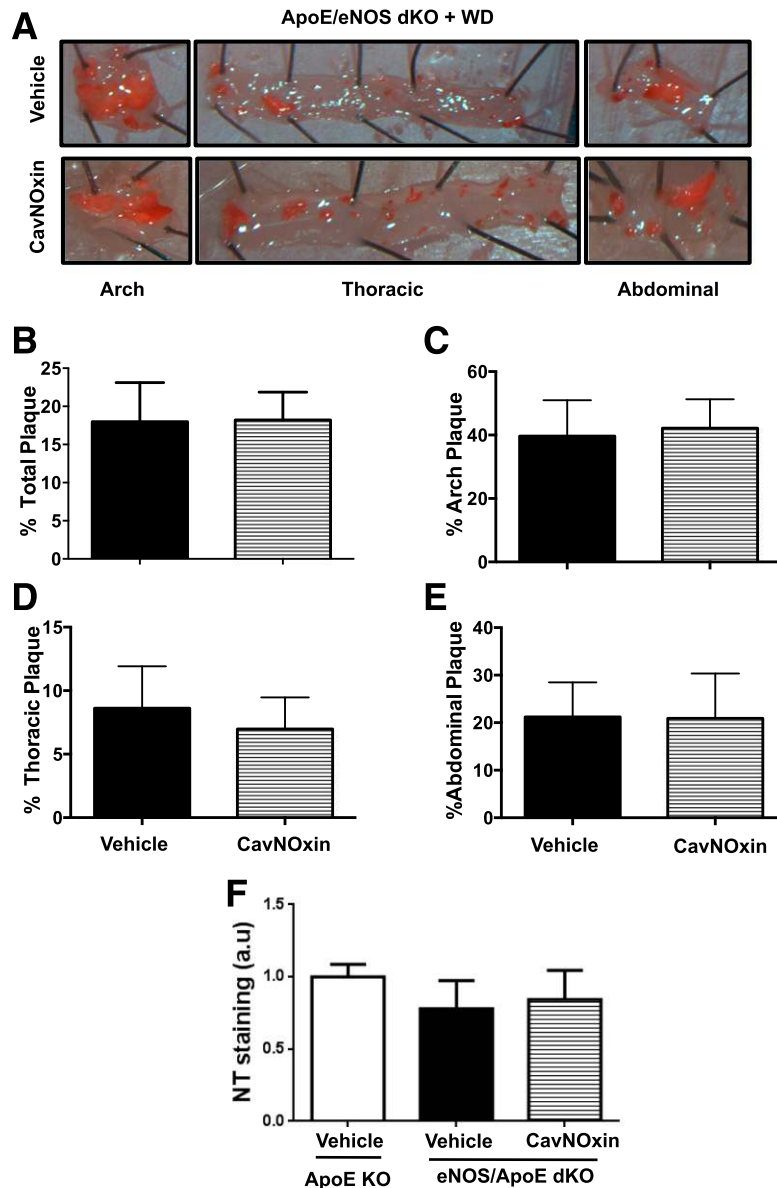 A
ApoE/eNOS dKO + WD
Vehicle
CavNOxin
Arch Thoracic Abdominal
B
% Total Plaque
25
20
15
10
5
0
C
% Arch Plaque
60
40
20
0
D
% Thoracic Plaque
15
10
5
0
Vehicle CavNOxin
E
%Abdominal Plaque
40
30
20
10
0
Vehicle CavNOxin
F
NT staining (a.u)
1.5
1.0
0.5
0.0
Vehicle Vehicle CavNOxin
ApoE KO eNOS/ApoE dKO